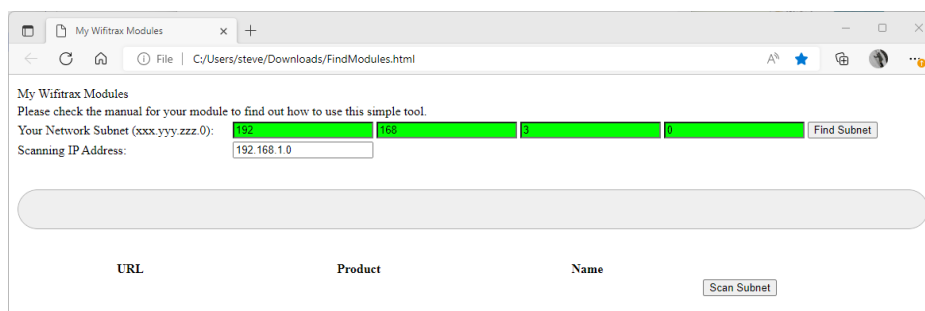 My Wifitrax Modules
File | C:/Users/steve/Downloads/FindModules.html
My Wifitrax Modules
Please check the manual for your module to find out how to use this simple tool.
Your Network Subnet (xxx.yyy.zzz.0): 192 168 3 0 Find Subnet
Scanning IP Address: 192.168.1.0
URL Product Name
Scan Subnet